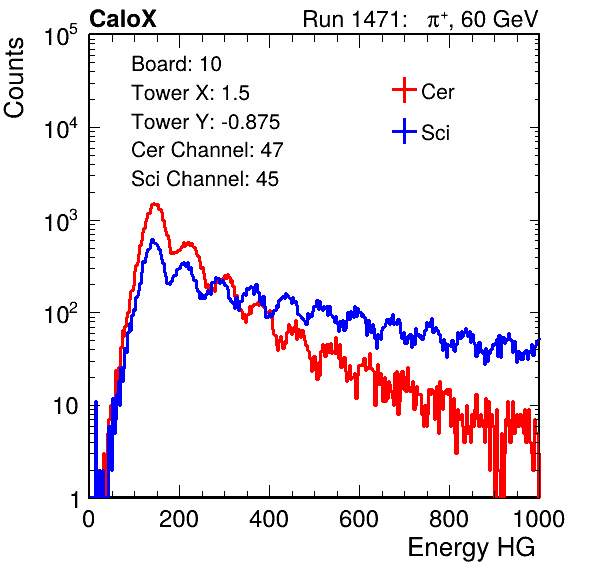 CaloX Run 1471: π⁺, 60 GeV
Counts
Board: 10
Tower X: 1.5
Tower Y: -0.875
Cer Channel: 47
Sci Channel: 45
Cer
Sci
10⁵
10⁴
10³
10²
10
1
0 200 400 600 800 1000
Energy HG